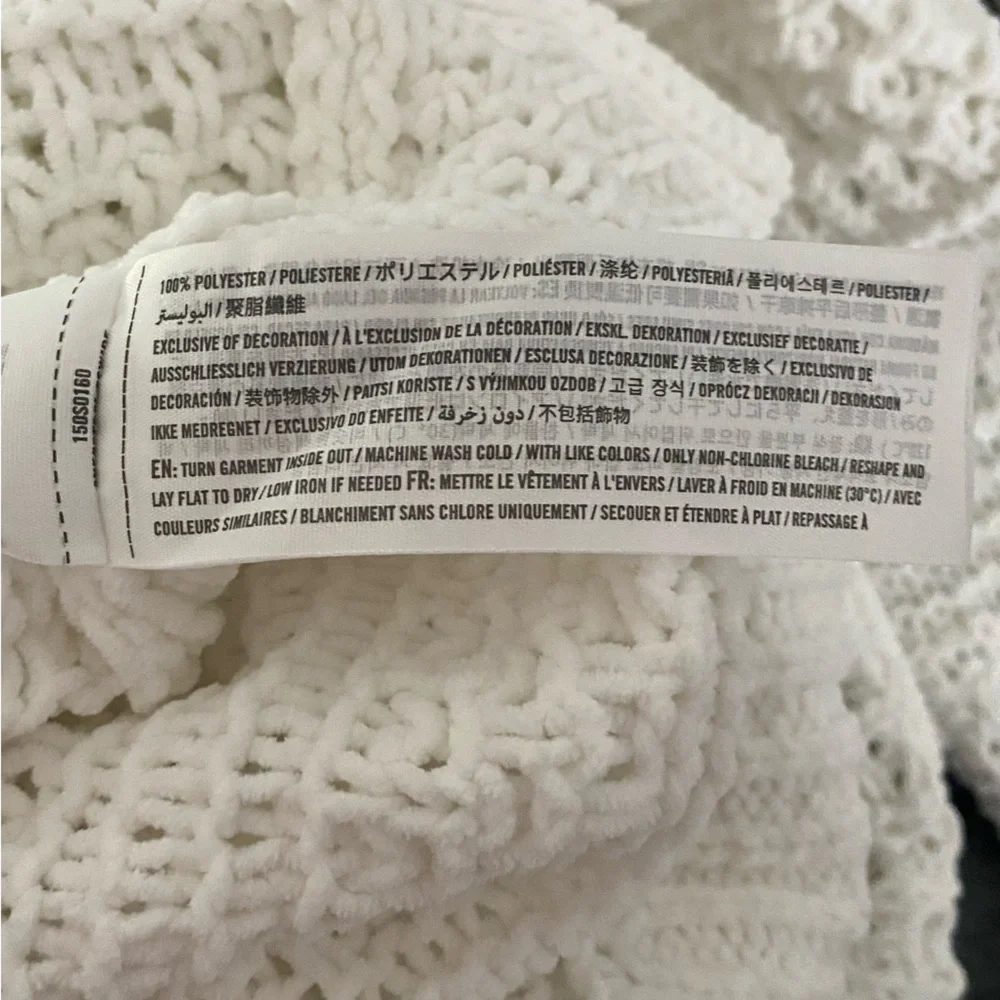 100% POLYESTER / POLIESTERE / ポリエステル / POLIÉSTER / 涤纶 / POLYESTERIÄ / 폴리에스테르 / POLIESTER /
البوليستر / 聚脂纖維
EXCLUSIVE OF DECORATION / À L'EXCLUSION DE LA DÉCORATION / EKSKL. DEKORATION / EXCLUSIEF DECORATIE /
AUSSCHLIESSLICH VERZIERUNG / UTOM DEKORATIONEN / ESCLUSA DECORAZIONE / 装飾を除く / EXCLUSIVO DE
DECORACIÓN / 装饰物除外 / PAITSI KORISTE / S VÝJIMKOU OZDOB / 고급 장식 / OPRÓCZ DEKORACJI / DEKORASJON
IKKE MEDREGNET / EXCLUSIVO DO ENFEITE / دون زخرفة / 不包括飾物
EN: TURN GARMENT INSIDE OUT / MACHINE WASH COLD / WITH LIKE COLORS / ONLY NON-CHLORINE BLEACH / RESHAPE AND
LAY FLAT TO DRY / LOW IRON IF NEEDED FR: METTRE LE VÊTEMENT À L'ENVERS / LAVER À FROID EN MACHINE (30°C) / AVEC
COULEURS SIMILAIRES / BLANCHIMENT SANS CHLORE UNIQUEMENT / SECOUER ET ÉTENDRE À PLAT / REPASSAGE À
150S0160